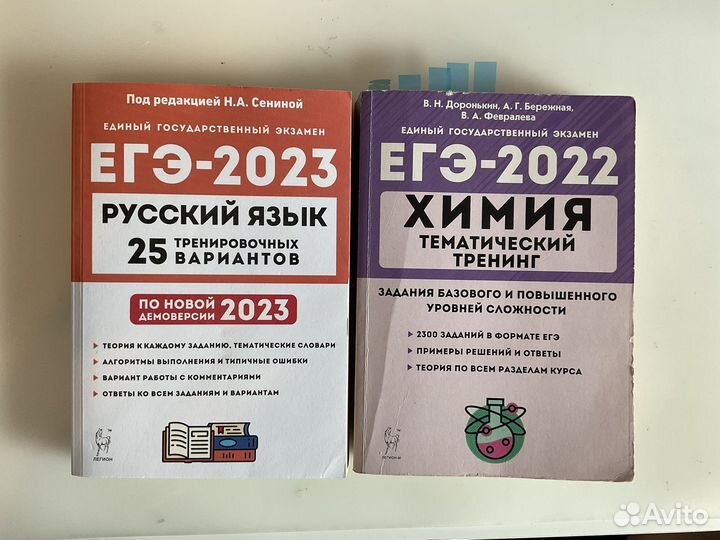 Под редакцией Н.А. Сениной
ЕДИНЫЙ ГОСУДАРСТВЕННЫЙ ЭКЗАМЕН
ЕГЭ-2023
РУССКИЙ ЯЗЫК
25 ТРЕНИРОВОЧНЫХ
ВАРИАНТОВ
ПО НОВОЙ
ДЕМОВЕРСИИ 2023
ТЕОРИЯ К КАЖДОМУ ЗАДАНИЮ, ТЕМАТИЧЕСКИЕ СЛОВАРИ
АЛГОРИТМЫ ВЫПОЛНЕНИЯ И ТИПИЧНЫЕ ОШИБКИ
ВАРИАНТ РАБОТЫ С КОММЕНТАРИЯМИ
ОТВЕТЫ КО ВСЕМ ЗАДАНИЯМ И ВАРИАНТАМ
ЛЕГИОН
В. Н. Доронькин, А. Г. Бережная,
В. А. Февралева
ЕДИНЫЙ ГОСУДАРСТВЕННЫЙ ЭКЗАМЕН
ЕГЭ-2022
ХИМИЯ
ТЕМАТИЧЕСКИЙ
ТРЕНИНГ
ЗАДАНИЯ БАЗОВОГО И ПОВЫШЕННОГО
УРОВНЕЙ СЛОЖНОСТИ
2300 ЗАДАНИЙ В ФОРМАТЕ ЕГЭ
ПРИМЕРЫ РЕШЕНИЙ И ОТВЕТЫ
ТЕОРИЯ ПО ВСЕМ РАЗДЕЛАМ КУРСА
ЛЕГИОН-М
Avito